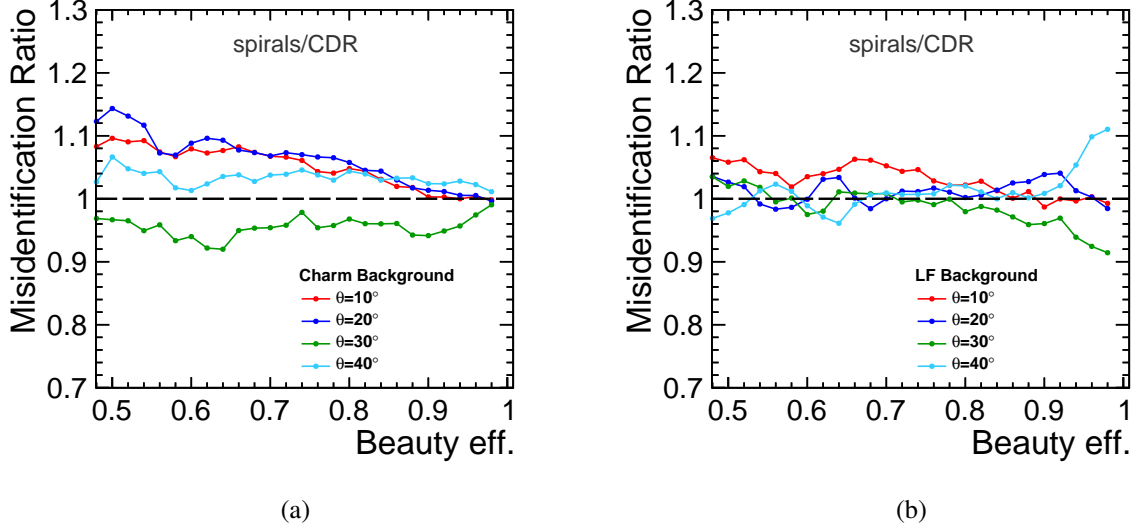 spirals/CDR
Misidentification Ratio
1.3
1.2
1.1
1
0.9
0.8
0.7
Charm Background
θ=10°
θ=20°
θ=30°
θ=40°
0.5 0.6 0.7 0.8 0.9 1
Beauty eff.
(a)
spirals/CDR
Misidentification Ratio
1.3
1.2
1.1
1
0.9
0.8
0.7
LF Background
θ=10°
θ=20°
θ=30°
θ=40°
0.5 0.6 0.7 0.8 0.9 1
Beauty eff.
(b)